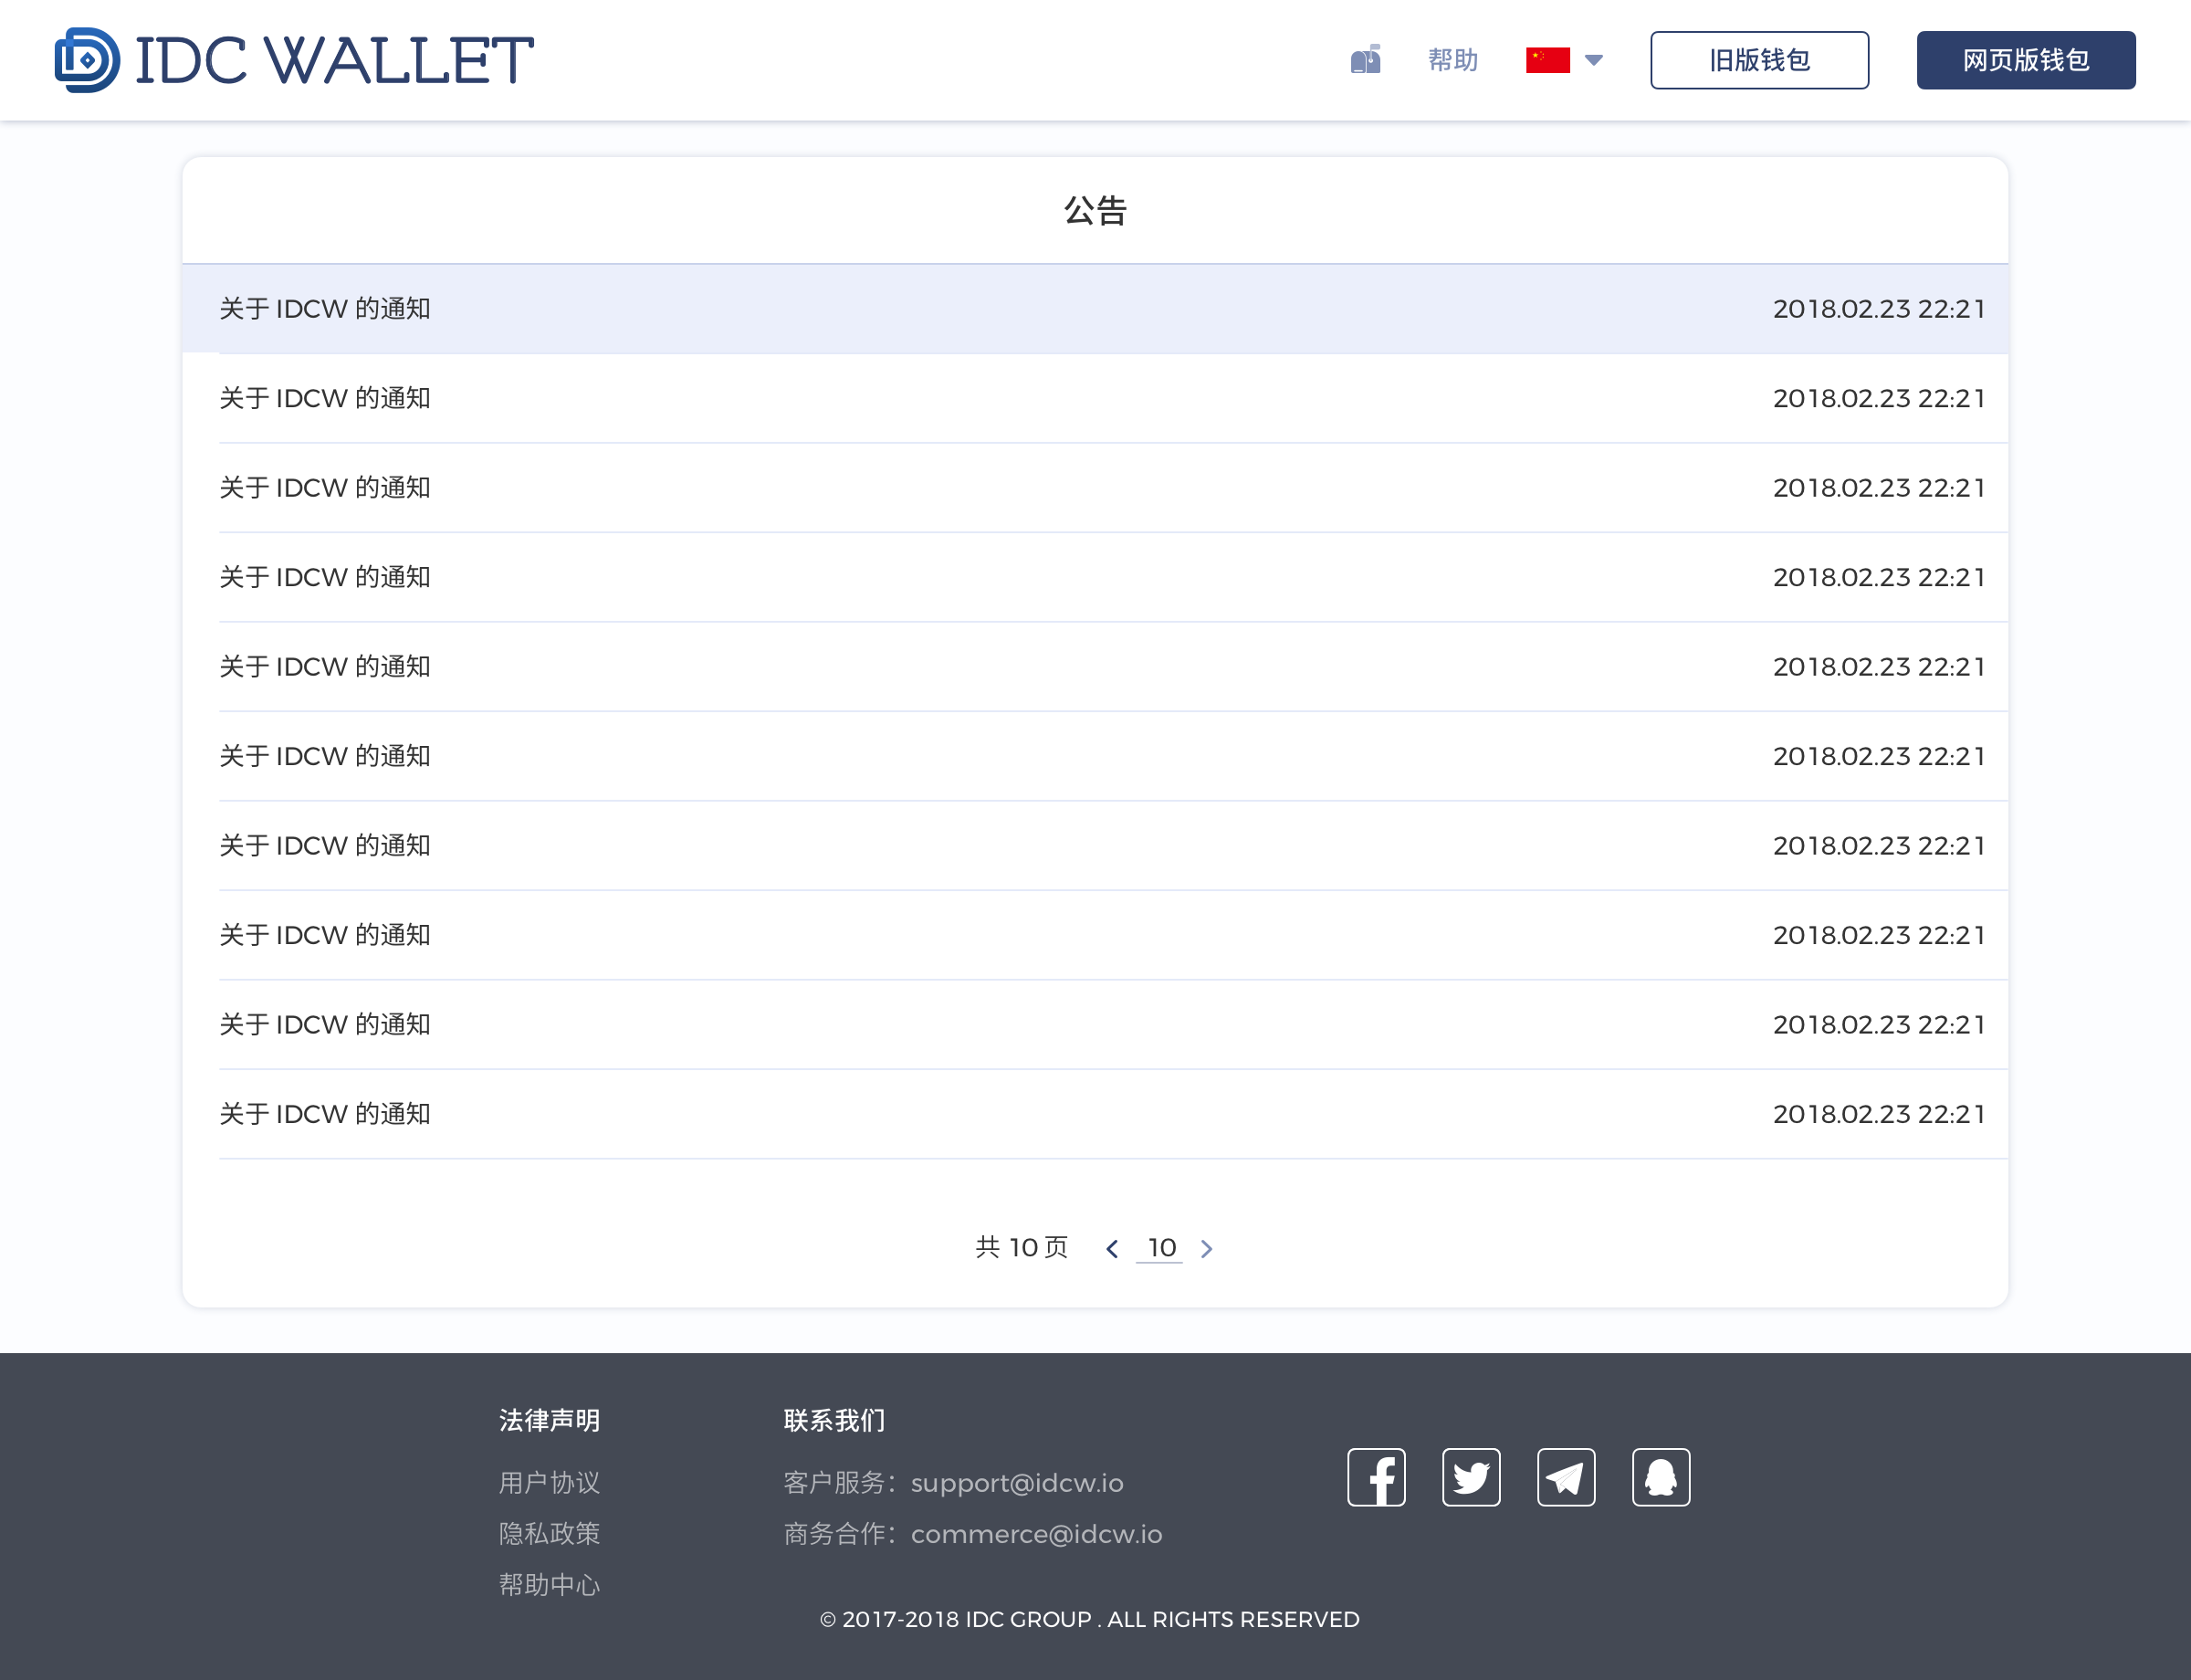 IDC WALLET
帮助
旧版钱包
网页版钱包
公告
关于 IDCW 的通知 2018.02.23 22:21
关于 IDCW 的通知 2018.02.23 22:21
关于 IDCW 的通知 2018.02.23 22:21
关于 IDCW 的通知 2018.02.23 22:21
关于 IDCW 的通知 2018.02.23 22:21
关于 IDCW 的通知 2018.02.23 22:21
关于 IDCW 的通知 2018.02.23 22:21
关于 IDCW 的通知 2018.02.23 22:21
关于 IDCW 的通知 2018.02.23 22:21
关于 IDCW 的通知 2018.02.23 22:21
共 10 页 10
法律声明
用户协议
隐私政策
帮助中心
联系我们
客户服务：support@idcw.io
商务合作：commerce@idcw.io
© 2017-2018 IDC GROUP . ALL RIGHTS RESERVED